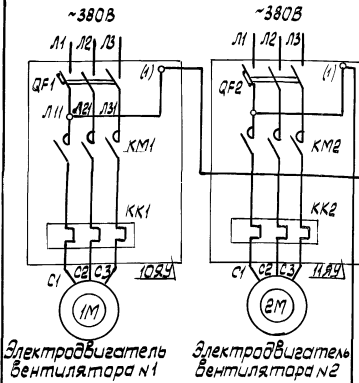 ~380В ~380В
Л1 Л2 Л3 (1) Л1 Л2 Л3 (1)
QF1 QF2
Л11 Л21 Л31
КМ1 КМ2
КК1 КК2
С1 С2 С3 10ЯУ С1 С2 С3 11ЯУ
1М 2М
Электродвигатель Электродвигатель
вентилятора №1 вентилятора №2